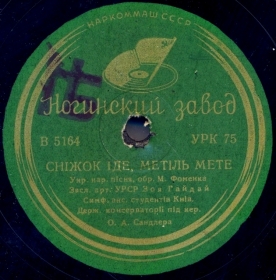 НАРКОММАШ СССР
Ногинский завод
В 5164 УРК 75
СНІЖОК ІДЕ, МЕТІЛЬ МЕТЕ
Укр. нар. пісня, обр. М. Фоменка
Засл. арт. УРСР Зоя Гайдай
Симф. анс. студентів Київ.
Держ. консерваторії під кер.
О. А. Сандлера